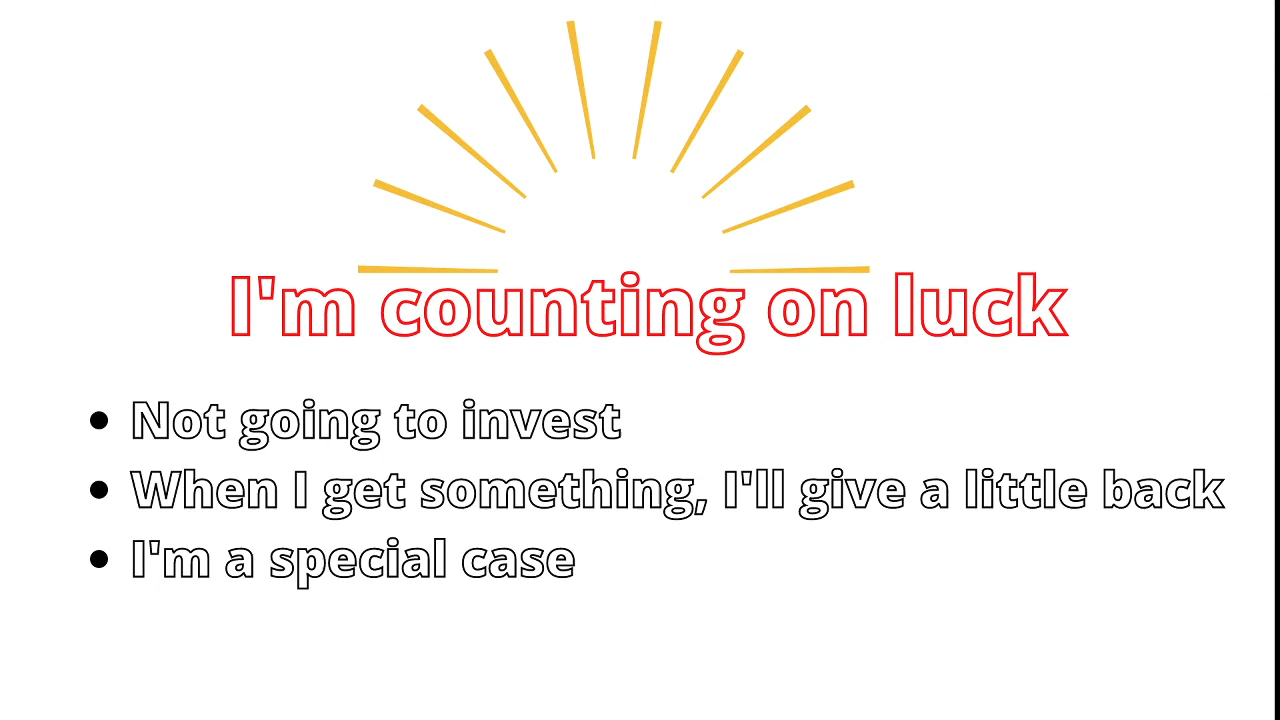 I'm counting on luck
Not going to invest
When I get something, I'll give a little back
I'm a special case